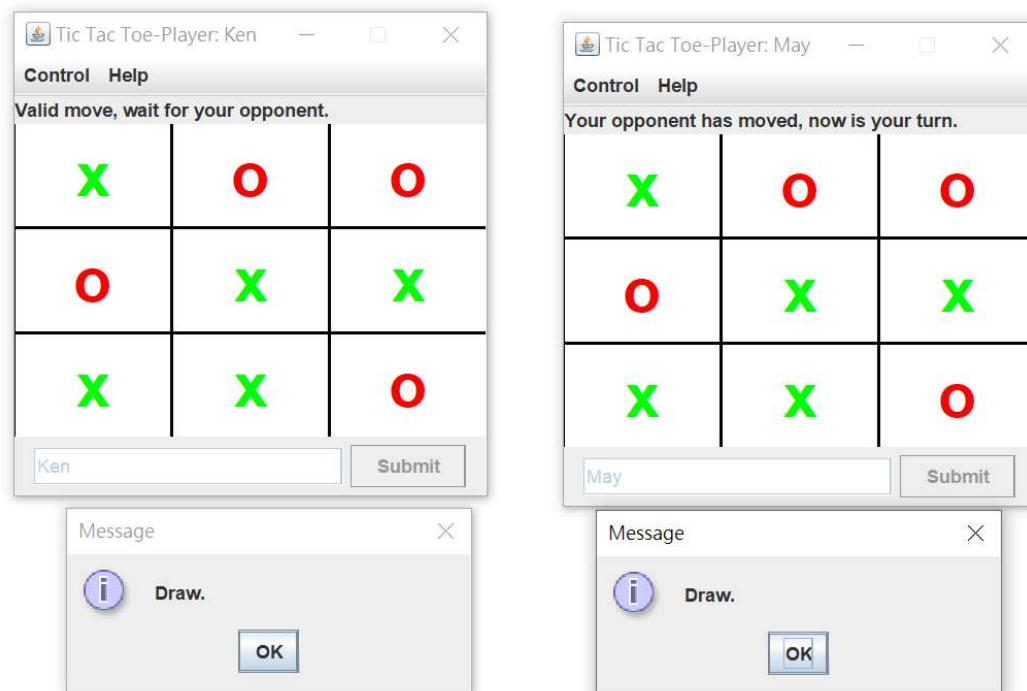 Tic Tac Toe-Player: Ken
Control Help
Valid move, wait for your opponent.
X O O
O X X
X X O
Ken Submit
Message
Draw.
OK
Tic Tac Toe-Player: May
Control Help
Your opponent has moved, now is your turn.
X O O
O X X
X X O
May Submit
Message
Draw.
OK